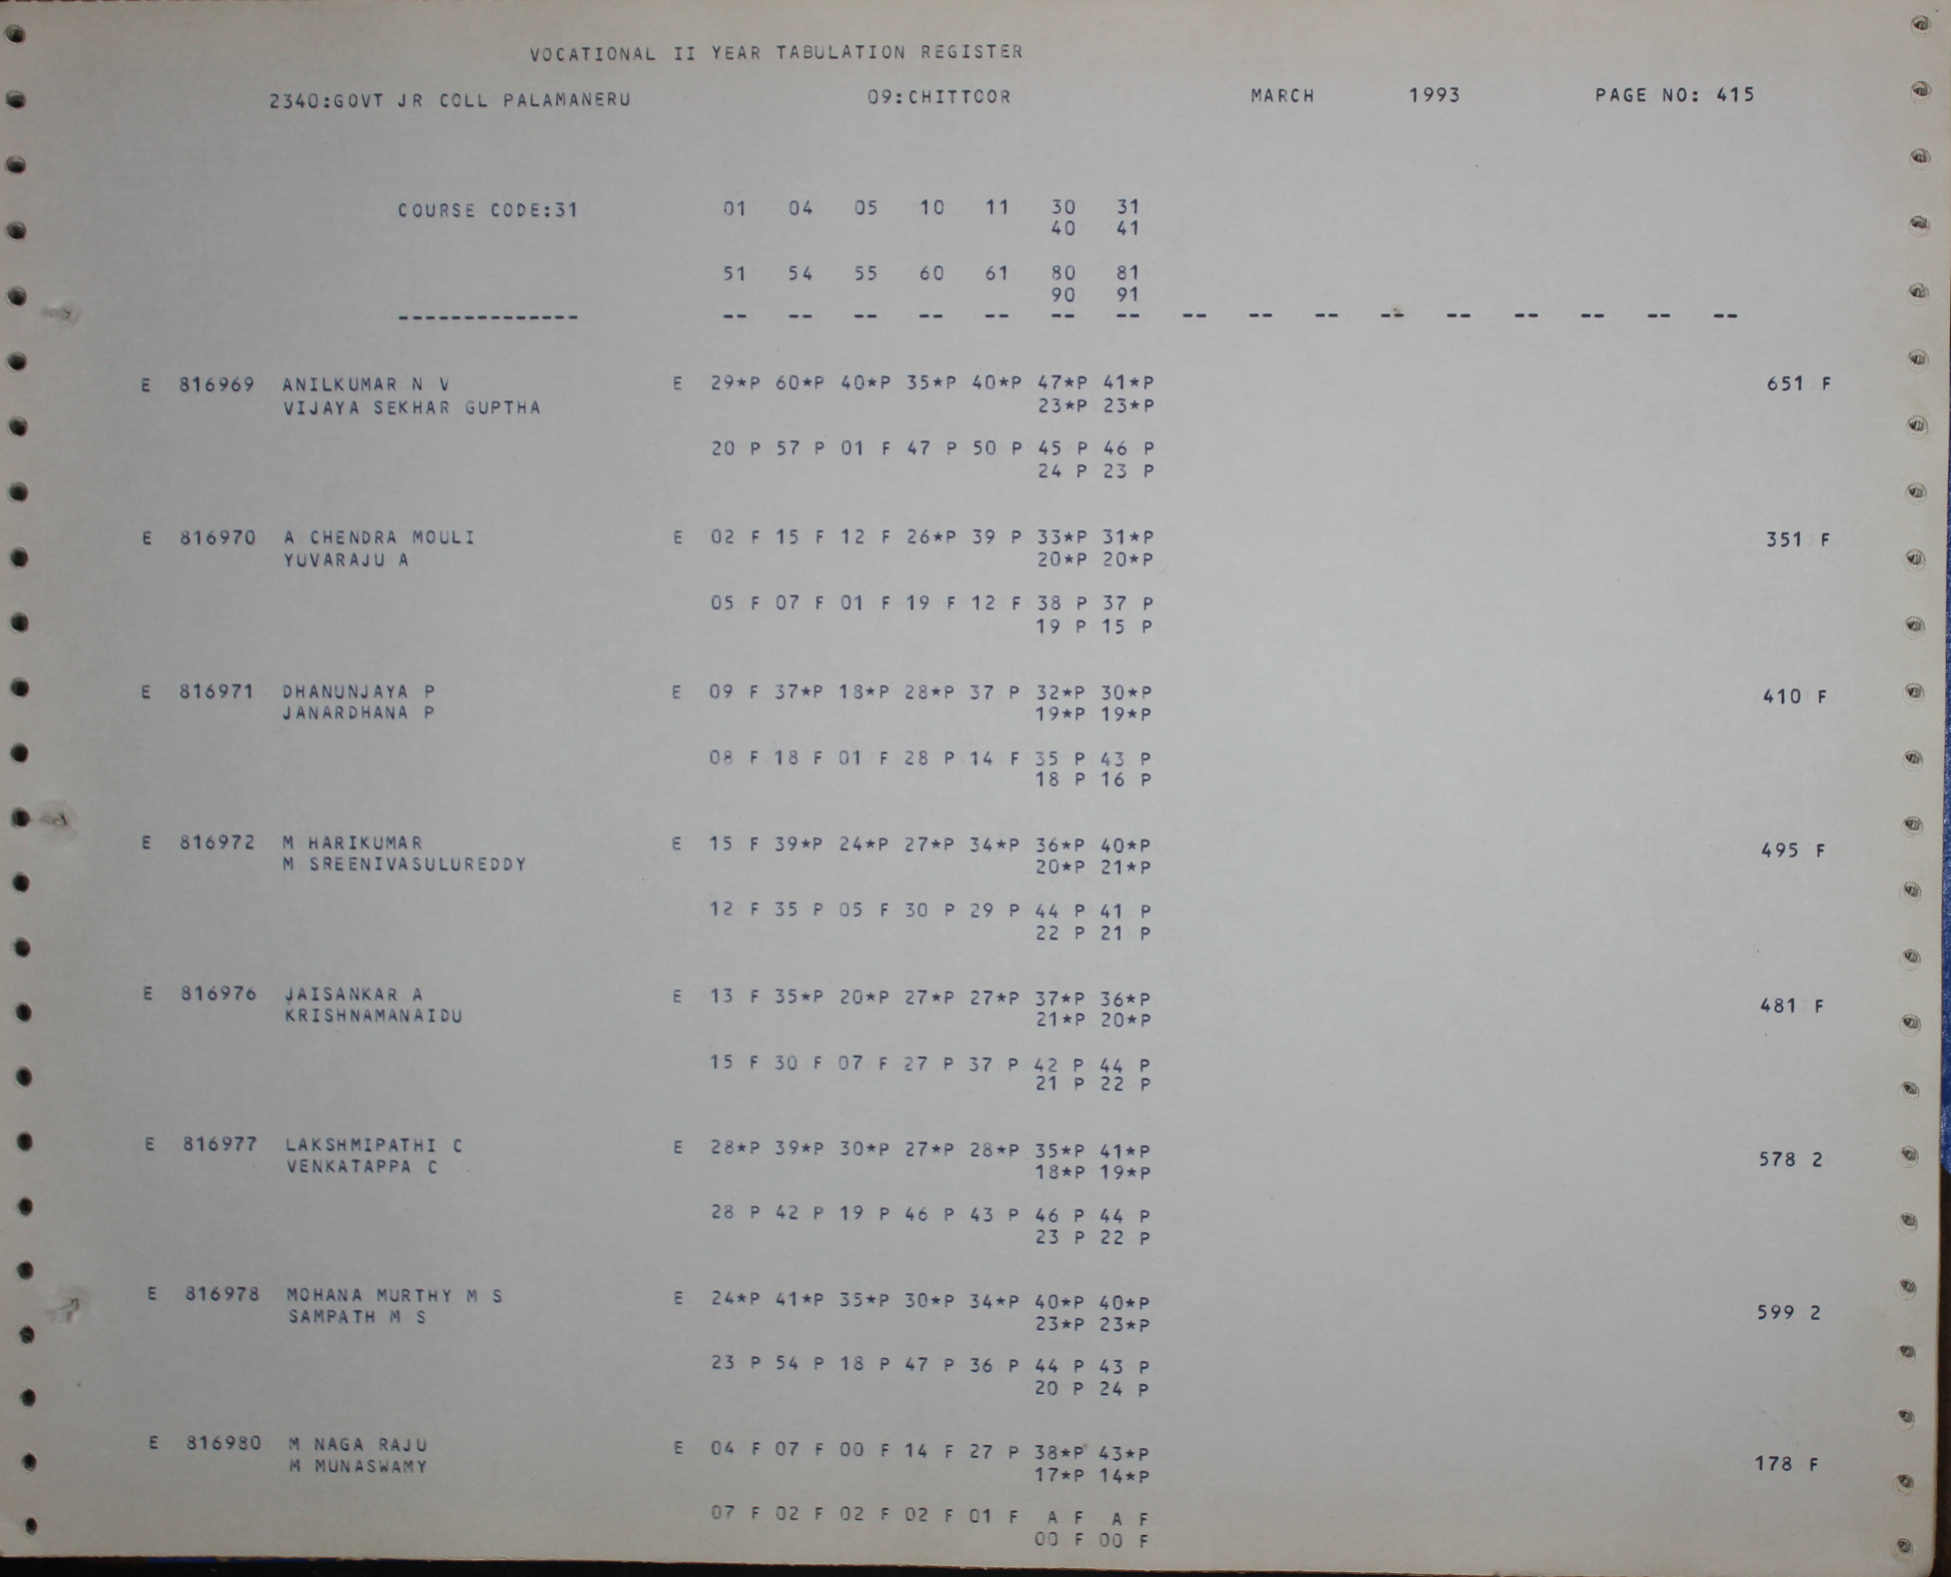 VOCATIONAL II YEAR TABULATION REGISTER
2340:GOVT JR COLL PALAMANERU 09:CHITTOOR MARCH 1993 PAGE NO: 415
COURSE CODE:31 01 04 05 10 11 30 31
40 41
51 54 55 60 61 80 81
90 91
-------------- -- -- -- -- -- -- -- -- -- -- -- -- -- -- -- --
E 816969 ANILKUMAR N V E 29*P 60*P 40*P 35*P 40*P 47*P 41*P 651 F
VIJAYA SEKHAR GUPTHA 23*P 23*P
20 P 57 P 01 F 47 P 50 P 45 P 46 P
24 P 23 P
E 816970 A CHENDRA MOULI E 02 F 15 F 12 F 26*P 39 P 33*P 31*P 351 F
YUVARAJU A 20*P 20*P
05 F 07 F 01 F 19 F 12 F 38 P 37 P
19 P 15 P
E 816971 DHANUNJAYA P E 09 F 37*P 18*P 28*P 37 P 32*P 30*P 410 F
JANARDHANA P 19*P 19*P
08 F 18 F 01 F 28 P 14 F 35 P 43 P
18 P 16 P
E 816972 M HARIKUMAR E 15 F 39*P 24*P 27*P 34*P 36*P 40*P 495 F
M SREENIVASULUREDDY 20*P 21*P
12 F 35 P 05 F 30 P 29 P 44 P 41 P
22 P 21 P
E 816976 JAISANKAR A E 13 F 35*P 20*P 27*P 27*P 37*P 36*P 481 F
KRISHNAMANAIDU 21*P 20*P
15 F 30 F 07 F 27 P 37 P 42 P 44 P
21 P 22 P
E 816977 LAKSHMIPATHI C E 28*P 39*P 30*P 27*P 28*P 35*P 41*P 578 2
VENKATAPPA C 18*P 19*P
28 P 42 P 19 P 46 P 43 P 46 P 44 P
23 P 22 P
E 816978 MOHANA MURTHY M S E 24*P 41*P 35*P 30*P 34*P 40*P 40*P 599 2
SAMPATH M S 23*P 23*P
23 P 54 P 18 P 47 P 36 P 44 P 43 P
20 P 24 P
E 816980 M NAGA RAJU E 04 F 07 F 00 F 14 F 27 P 38*P 43*P 178 F
M MUNASWAMY 17*P 14*P
07 F 02 F 02 F 02 F 01 F A F A F
00 F 00 F